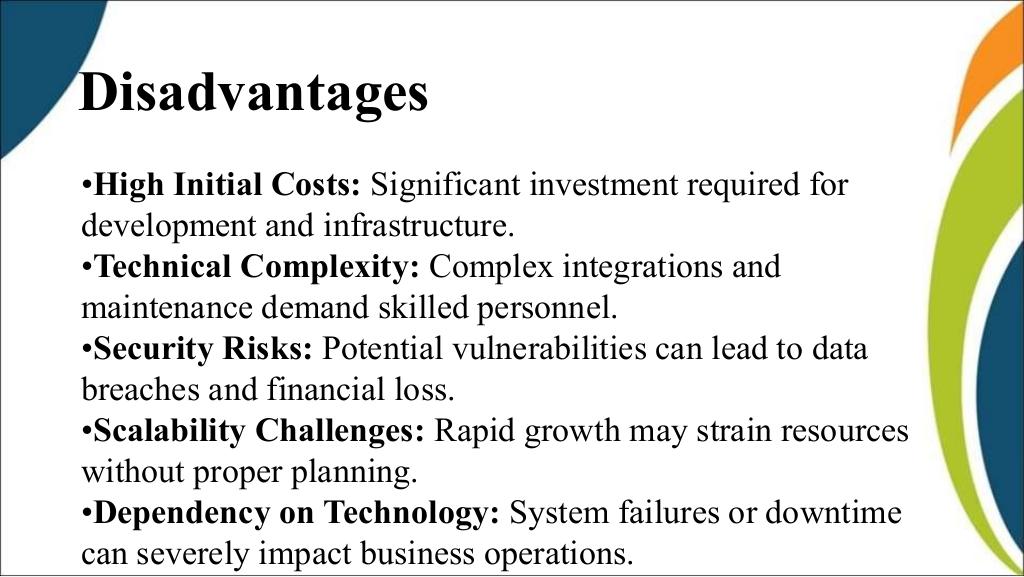 Disadvantages
•High Initial Costs: Significant investment required for
development and infrastructure.
•Technical Complexity: Complex integrations and
maintenance demand skilled personnel.
•Security Risks: Potential vulnerabilities can lead to data
breaches and financial loss.
•Scalability Challenges: Rapid growth may strain resources
without proper planning.
•Dependency on Technology: System failures or downtime
can severely impact business operations.